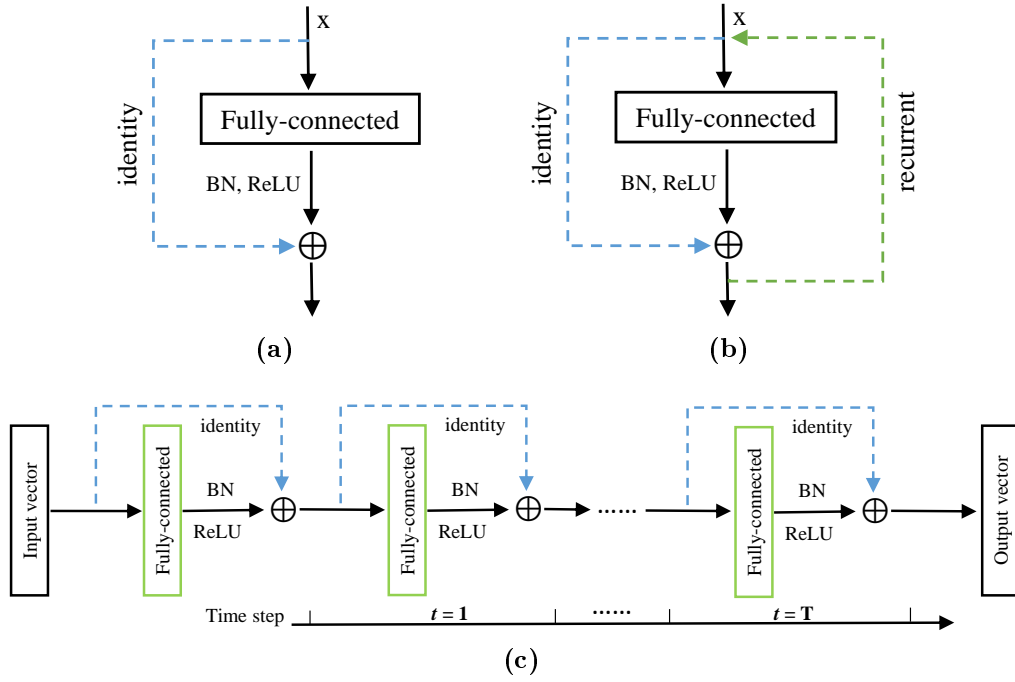 x
identity
Fully-connected
BN, ReLU
(a)
x
identity
Fully-connected
recurrent
BN, ReLU
(b)
Input vector
identity
Fully-connected
BN
ReLU
identity
Fully-connected
BN
ReLU
......
identity
Fully-connected
BN
ReLU
Output vector
Time step
t = 1
......
t = T
(c)